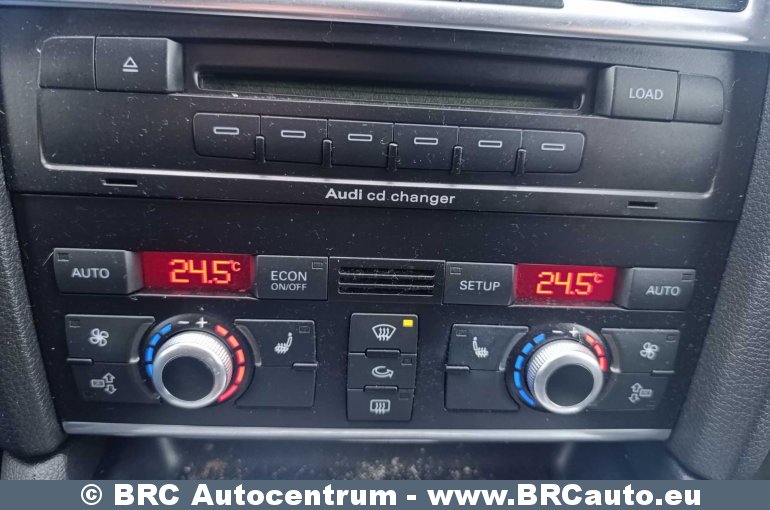 LOAD
Audi cd changer
AUTO 24.5°C ECON ON/OFF SETUP 24.5°C AUTO
© BRC Autocentrum - www.BRCauto.eu